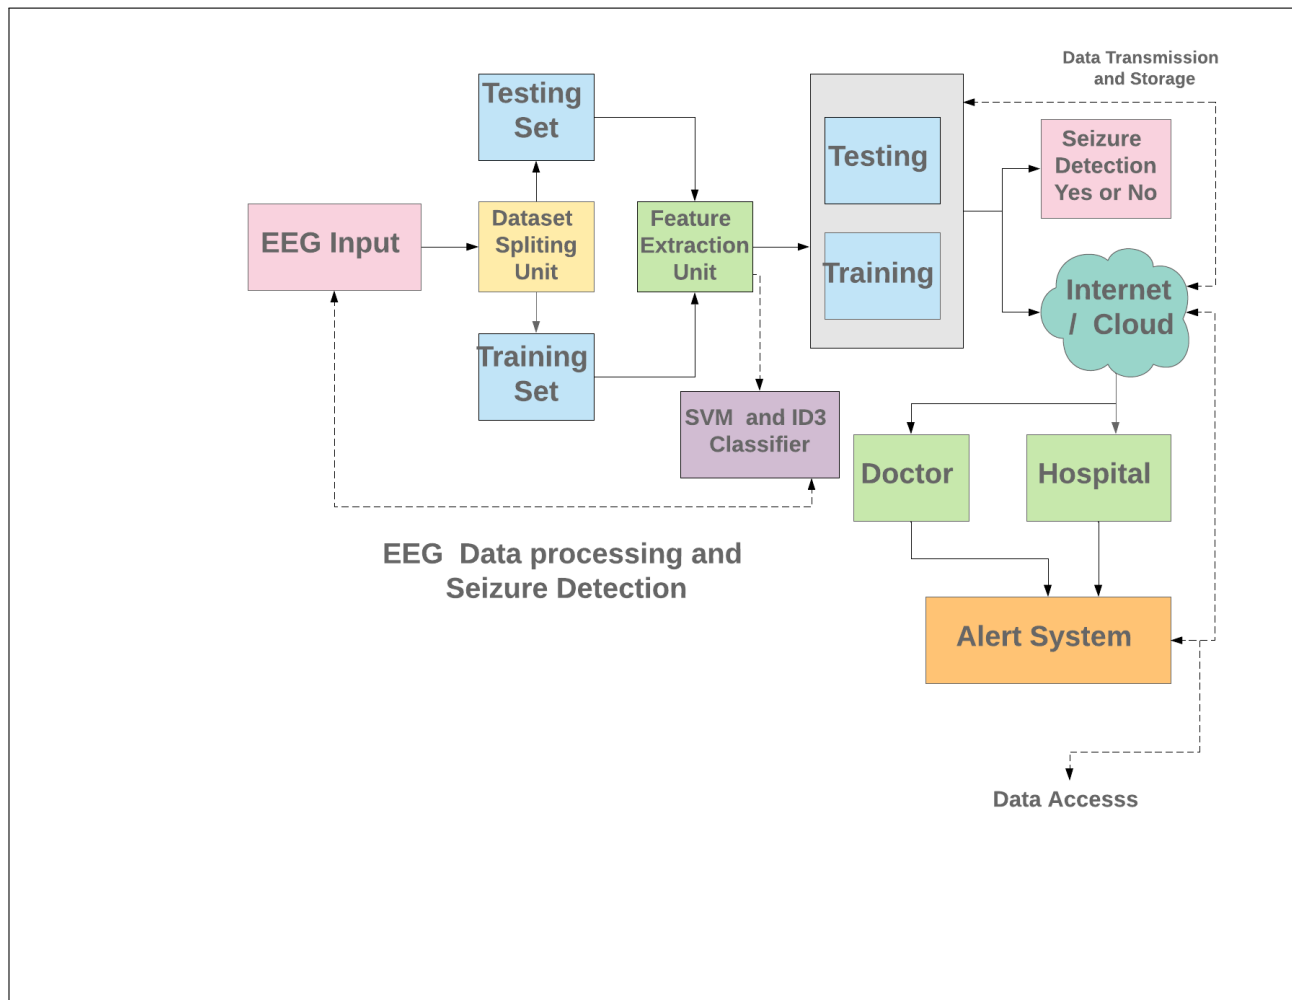 Data Transmission
and Storage
Testing
Set
Testing
Seizure
Detection
Yes or No
EEG Input
Dataset
Spliting
Unit
Feature
Extraction
Unit
Training
Internet
/ Cloud
Training
Set
SVM and ID3
Classifier
Doctor
Hospital
EEG Data processing and
Seizure Detection
Alert System
Data Accesss